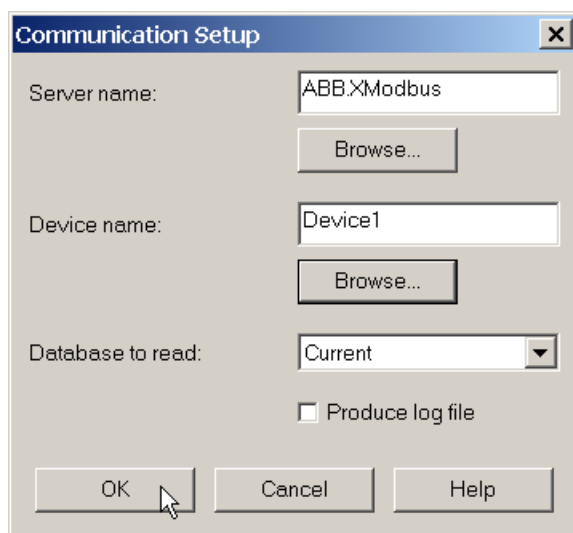 Communication Setup
Server name: ABB.XModbus
Browse...
Device name: Device1
Browse...
Database to read: Current
Produce log file
OK Cancel Help